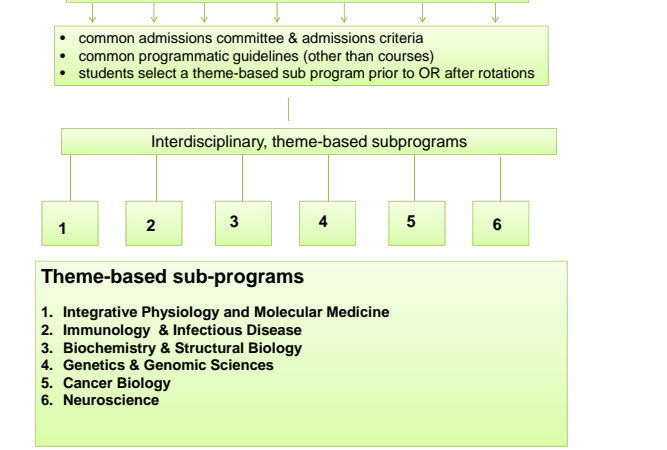 • common admissions committee & admissions criteria
• common programmatic guidelines (other than courses)
• students select a theme-based sub program prior to OR after rotations
Interdisciplinary, theme-based subprograms
1 2 3 4 5 6
Theme-based sub-programs
1. Integrative Physiology and Molecular Medicine
2. Immunology & Infectious Disease
3. Biochemistry & Structural Biology
4. Genetics & Genomic Sciences
5. Cancer Biology
6. Neuroscience